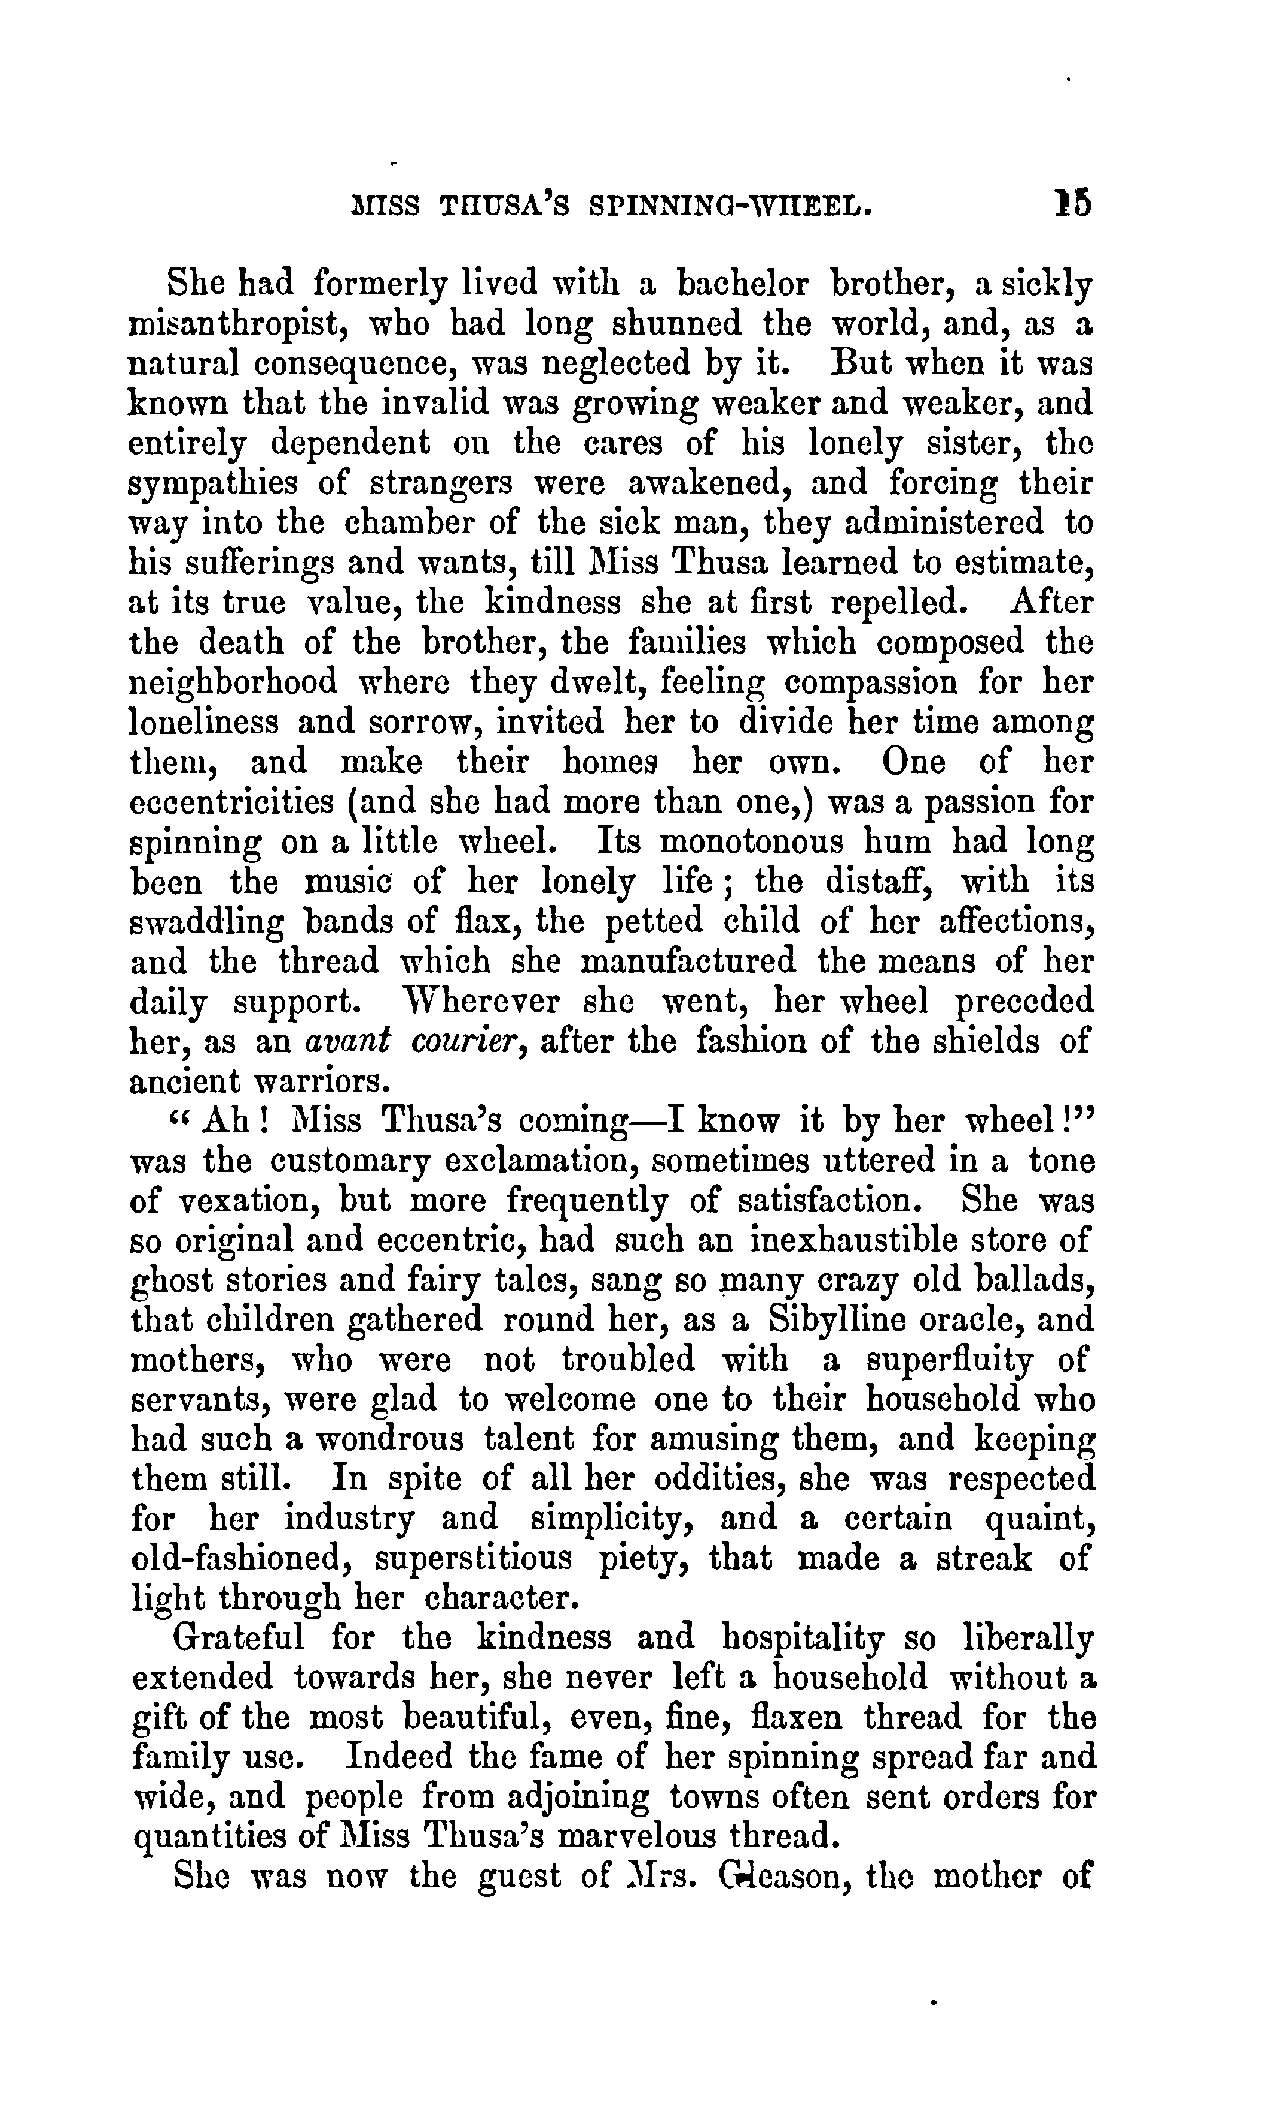 MISS THUSA'S SPINNING-WHEEL. 15
She had formerly lived with a bachelor brother, a sickly
misanthropist, who had long shunned the world, and, as a
natural consequence, was neglected by it. But when it was
known that the invalid was growing weaker and weaker, and
entirely dependent on the cares of his lonely sister, the
sympathies of strangers were awakened, and forcing their
way into the chamber of the sick man, they administered to
his sufferings and wants, till Miss Thusa learned to estimate,
at its true value, the kindness she at first repelled. After
the death of the brother, the families which composed the
neighborhood where they dwelt, feeling compassion for her
loneliness and sorrow, invited her to divide her time among
them, and make their homes her own. One of her
eccentricities (and she had more than one,) was a passion for
spinning on a little wheel. Its monotonous hum had long
been the music of her lonely life; the distaff, with its
swaddling bands of flax, the petted child of her affections,
and the thread which she manufactured the means of her
daily support. Wherever she went, her wheel preceded
her, as an avant courier, after the fashion of the shields of
ancient warriors.
"Ah! Miss Thusa's coming—I know it by her wheel!"
was the customary exclamation, sometimes uttered in a tone
of vexation, but more frequently of satisfaction. She was
so original and eccentric, had such an inexhaustible store of
ghost stories and fairy tales, sang so many crazy old ballads,
that children gathered round her, as a Sibylline oracle, and
mothers, who were not troubled with a superfluity of
servants, were glad to welcome one to their household who
had such a wondrous talent for amusing them, and keeping
them still. In spite of all her oddities, she was respected
for her industry and simplicity, and a certain quaint,
old-fashioned, superstitious piety, that made a streak of
light through her character.
Grateful for the kindness and hospitality so liberally
extended towards her, she never left a household without a
gift of the most beautiful, even, fine, flaxen thread for the
family use. Indeed the fame of her spinning spread far and
wide, and people from adjoining towns often sent orders for
quantities of Miss Thusa's marvelous thread.
She was now the guest of Mrs. Gleason, the mother of